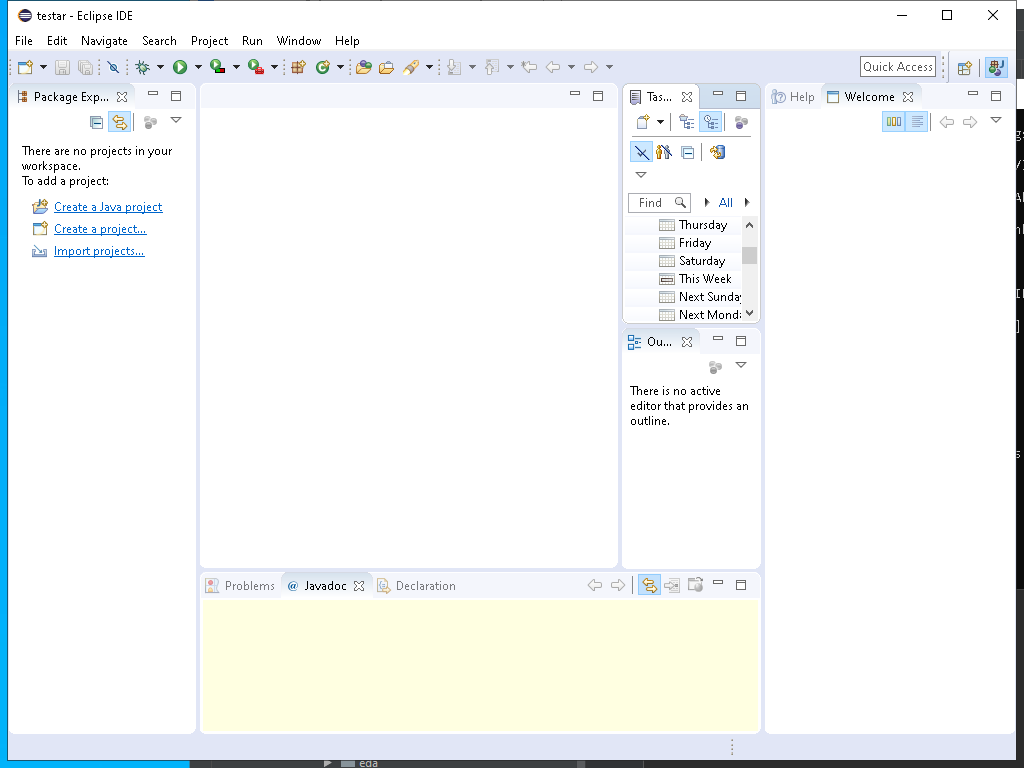 testar - Eclipse IDE
File Edit Navigate Search Project Run Window Help
Quick Access
Package Exp...
There are no projects in your
workspace.
To add a project:
Create a Java project
Create a project...
Import projects...
Tas...
Find
All
Thursday
Friday
Saturday
This Week
Next Sunday
Next Mond
Ou...
There is no active
editor that provides an
outline.
Help Welcome
Problems @ Javadoc Declaration
eda